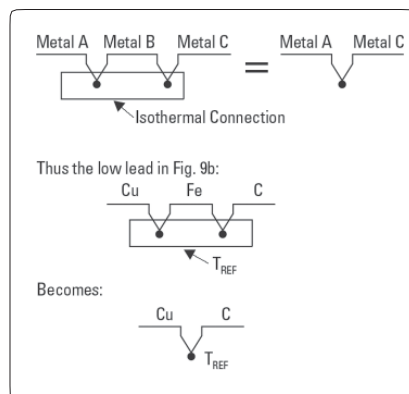 Metal A Metal B Metal C = Metal A Metal C
Isothermal Connection
Thus the low lead in Fig. 9b:
Cu Fe C
TREF
Becomes:
Cu C
TREF